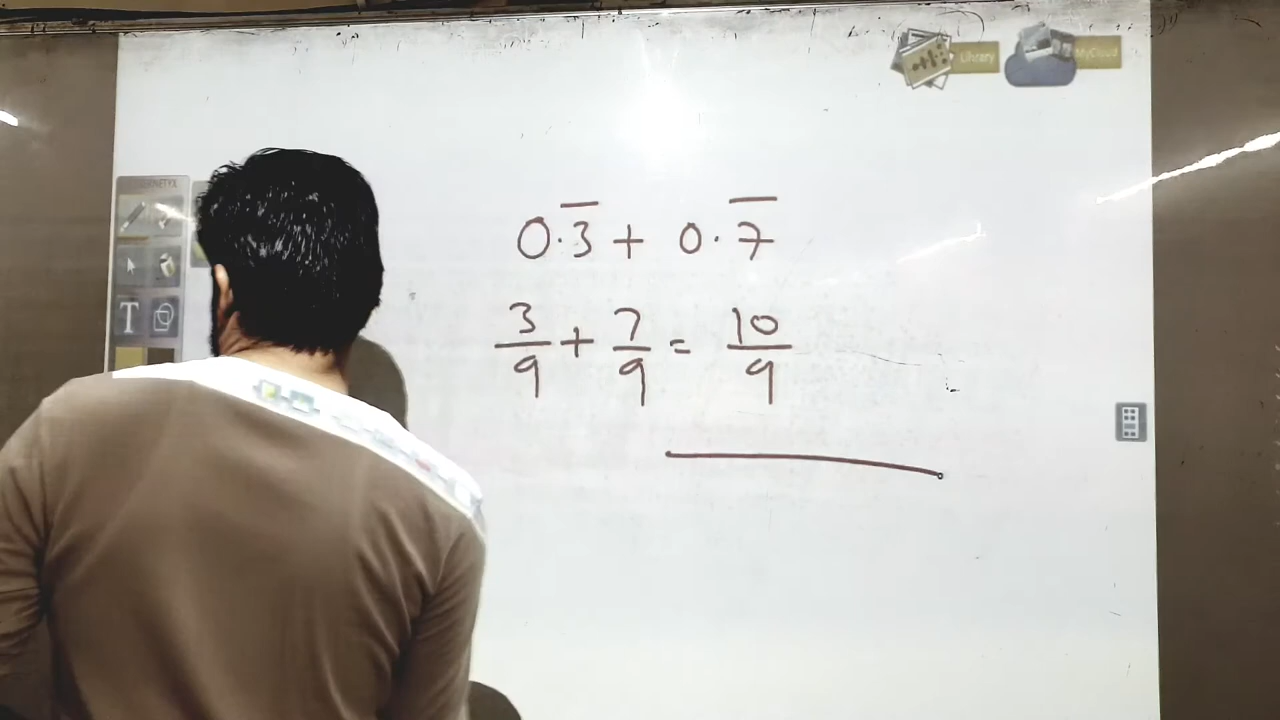 Library
MyCloud
T
0.3̅ + 0.7̅
3/9 + 7/9 = 10/9